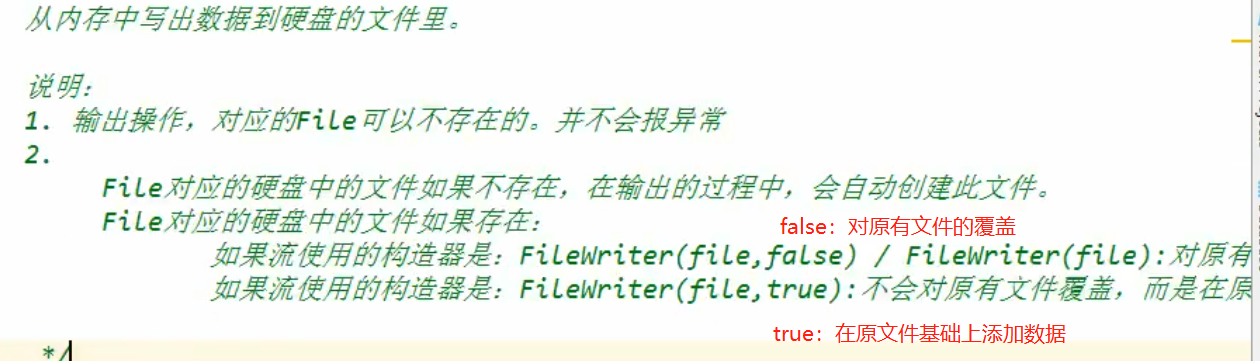 从内存中写出数据到硬盘的文件里。
说明：
1. 输出操作，对应的File可以不存在的。并不会报异常
2.
File对应的硬盘中的文件如果不存在，在输出的过程中，会自动创建此文件。
File对应的硬盘中的文件如果存在：
false：对原有文件的覆盖
如果流使用的构造器是：FileWriter(file,false) / FileWriter(file):对原有
如果流使用的构造器是：FileWriter(file,true):不会对原有文件覆盖，而是在原
true：在原文件基础上添加数据
*/